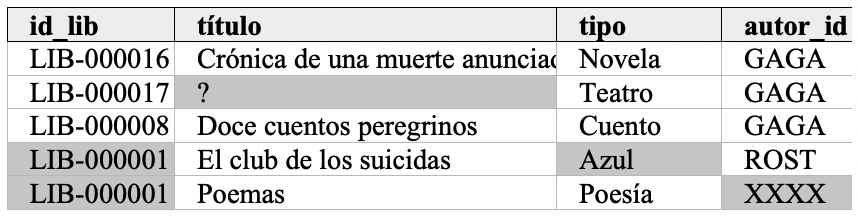 id_lib título tipo autor_id
LIB-000016 Crónica de una muerte anunciad Novela GAGA
LIB-000017 ? Teatro GAGA
LIB-000008 Doce cuentos peregrinos Cuento GAGA
LIB-000001 El club de los suicidas Azul ROST
LIB-000001 Poemas Poesía XXXX